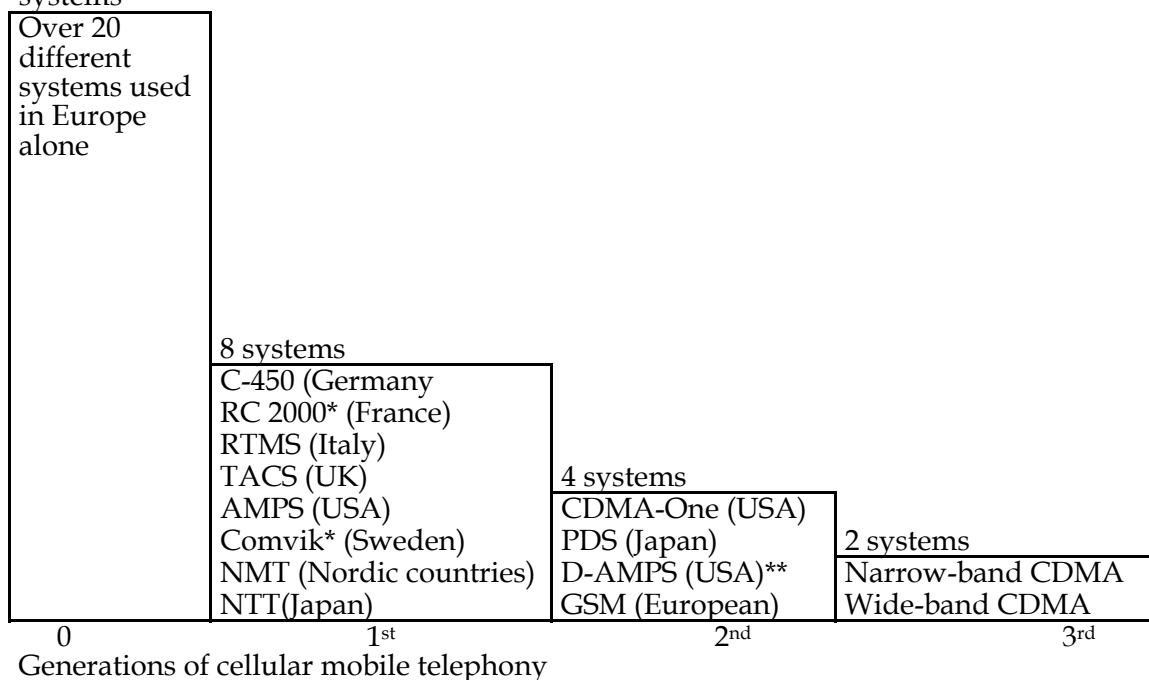 systems
Over 20
different
systems used
in Europe
alone
8 systems
C-450 (Germany
RC 2000* (France)
RTMS (Italy)
TACS (UK)
AMPS (USA)
Comvik* (Sweden)
NMT (Nordic countries)
NTT(Japan)
4 systems
CDMA-One (USA)
PDS (Japan)
D-AMPS (USA)**
GSM (European)
2 systems
Narrow-band CDMA
Wide-band CDMA
0 1st 2nd 3rd
Generations of cellular mobile telephony